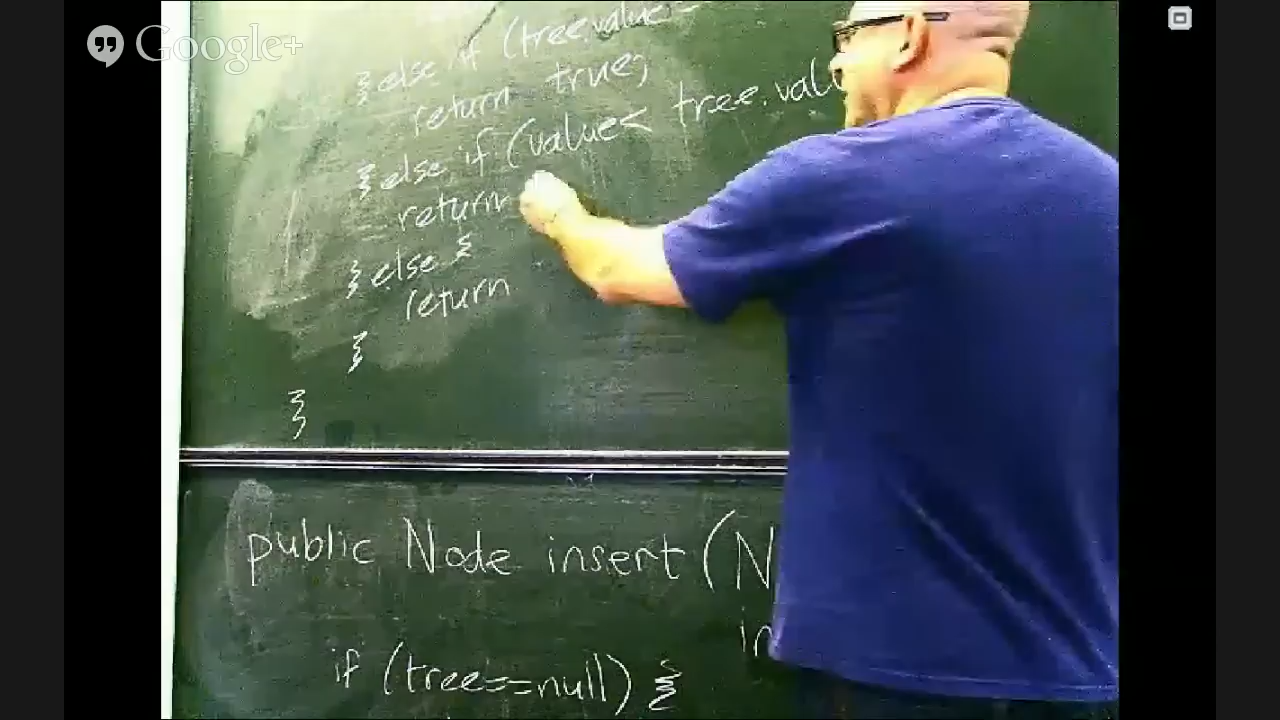 Google+
} else if (tree.value =
return true;
} else if (value < tree.val
return
} else {
return
}
}
public Node insert (N
in
if (tree==null) {